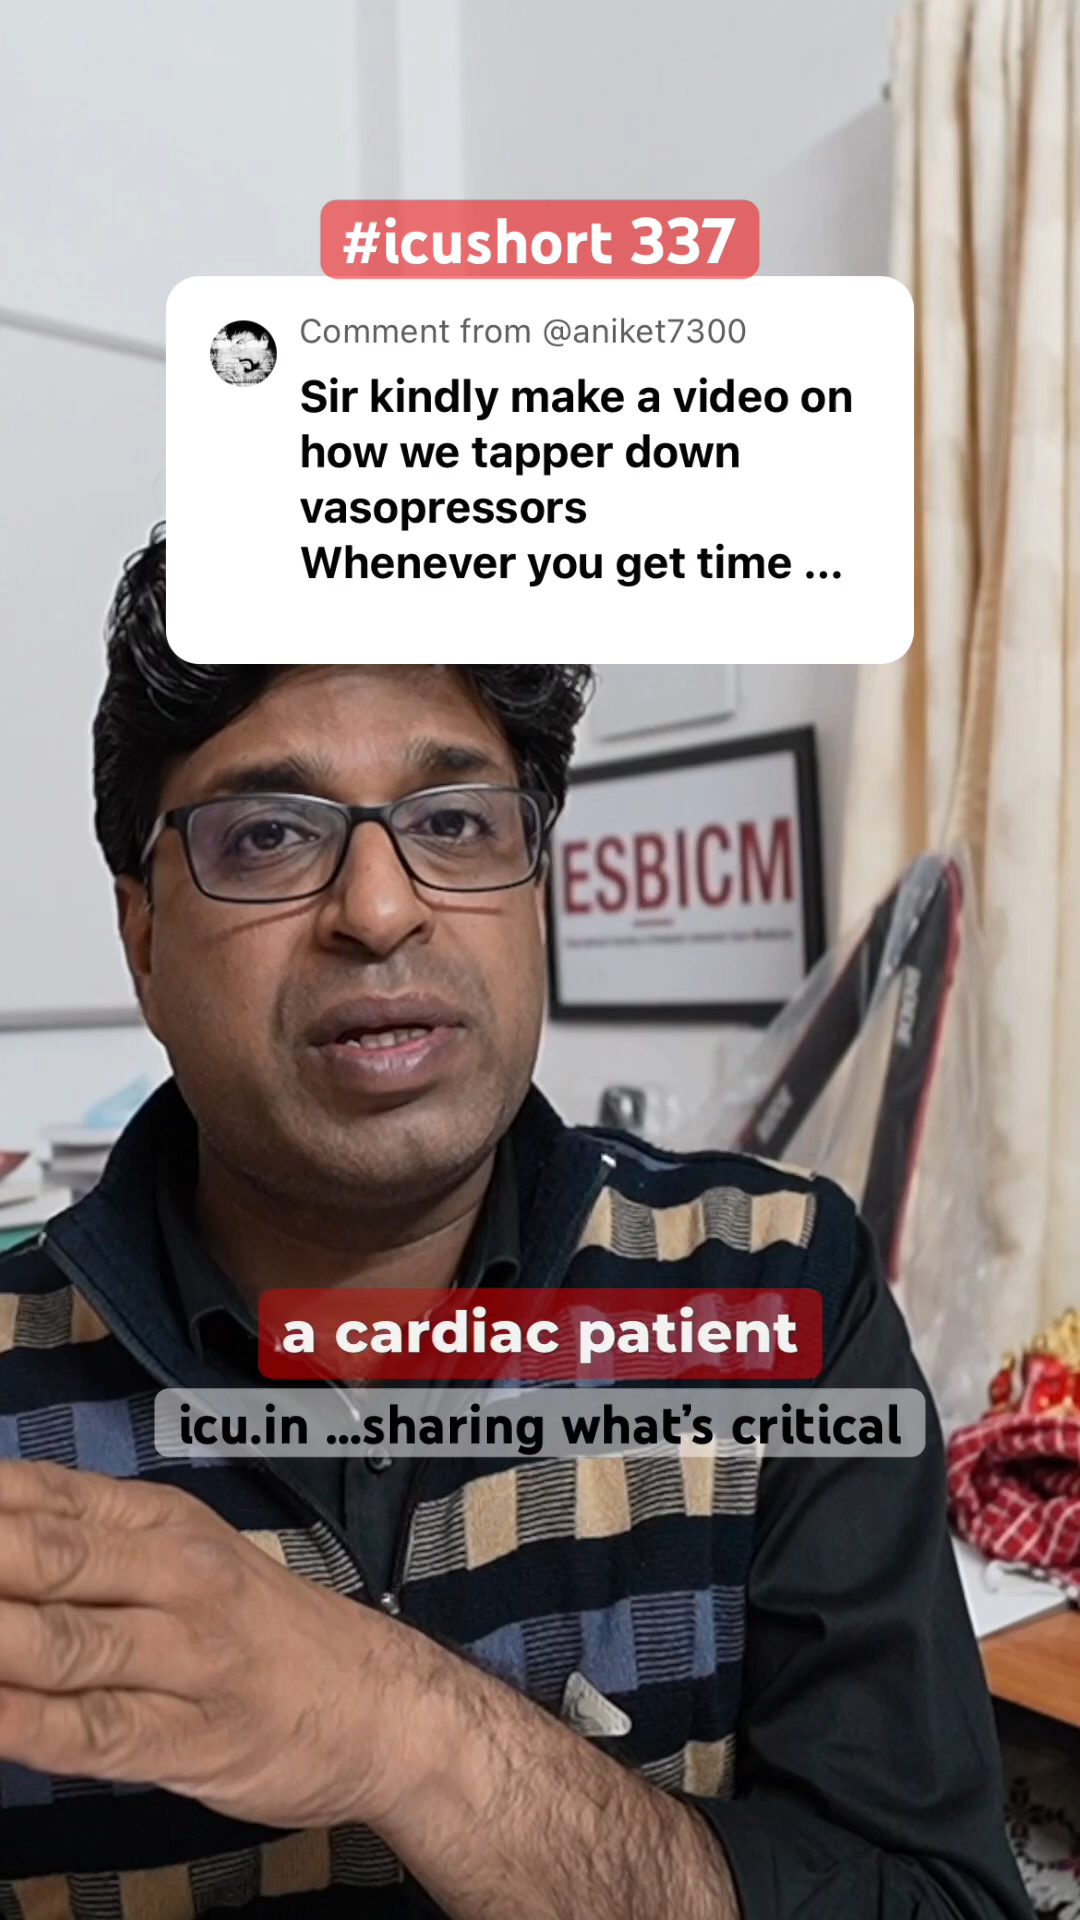 #icushort 337
Comment from @aniket7300
Sir kindly make a video on
how we tapper down
vasopressors
Whenever you get time ...
ESBICM
a cardiac patient
icu.in ...sharing what’s critical